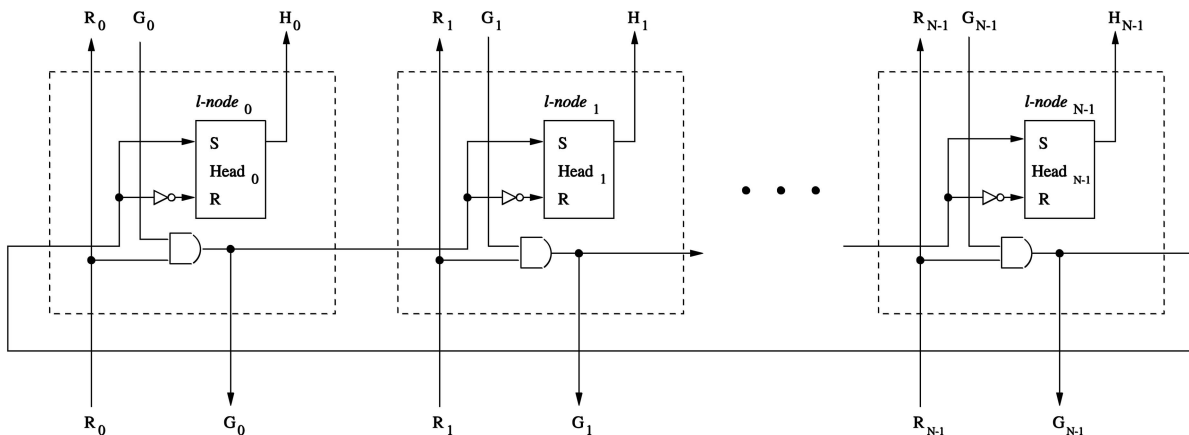 R0 G0 H0 R1 G1 H1 RN-1 GN-1 HN-1
l-node 0 l-node 1 l-node N-1
S S S
Head 0 Head 1 Head N-1
R R R
R0 G0 R1 G1 RN-1 GN-1